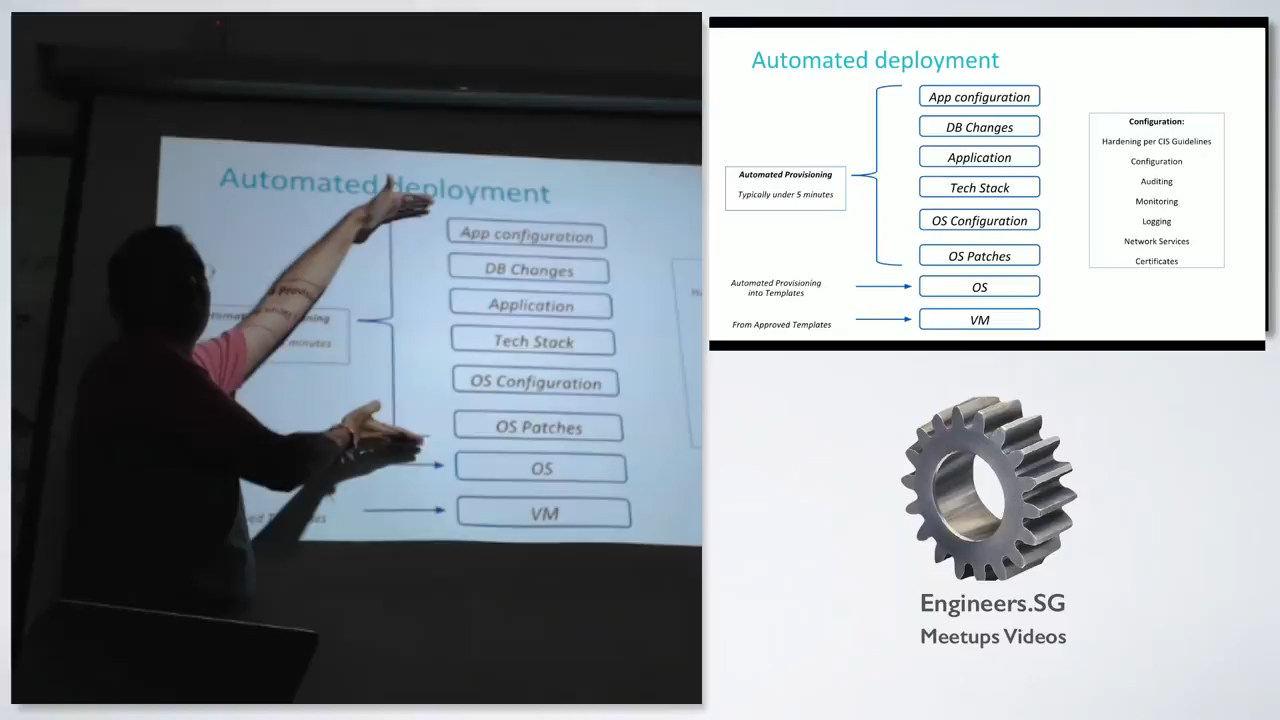 Automated deployment
App configuration
DB Changes
Application
Tech Stack
OS Configuration
OS Patches
OS
VM
minutes
Automated deployment
App configuration
DB Changes
Application
Tech Stack
OS Configuration
OS Patches
OS
VM
Automated Provisioning
Typically under 5 minutes
Automated Provisioning
into Templates
From Approved Templates
Configuration:
Hardening per CIS Guidelines
Configuration
Auditing
Monitoring
Logging
Network Services
Certificates
Engineers.SG
Meetups Videos